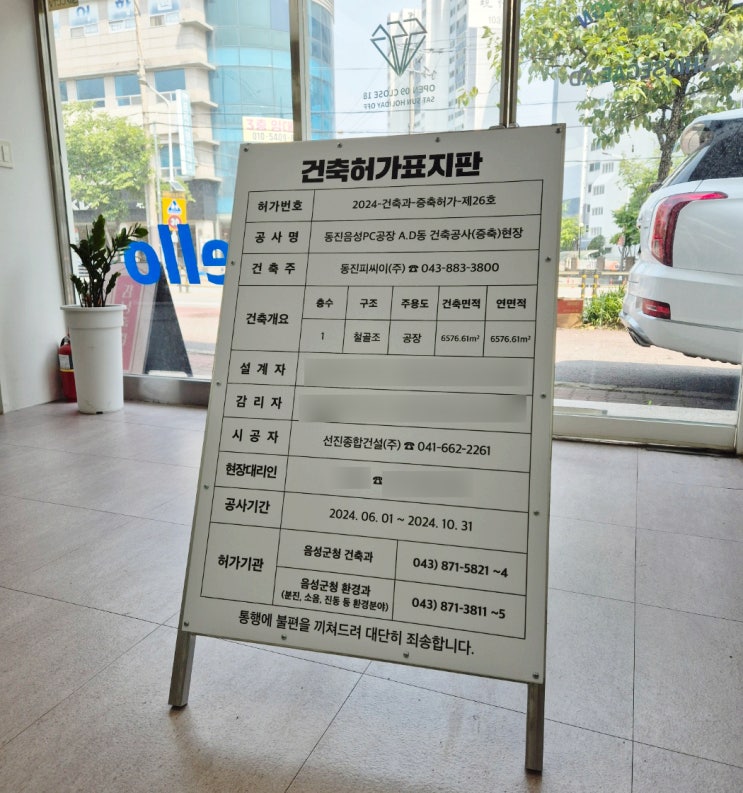 OPEN 09 CLOSE 18
SAT SUN HOLIDAY OFF
ello
건축허가표지판
허가번호 2024-건축과-증축허가-제26호
공사명 동진음성PC공장 A.D동 건축공사(증축)현장
건축주 동진피씨이(주) ☎ 043-883-3800
건축개요 층수 구조 주용도 건축면적 연면적
1 철골조 공장 6576.61m² 6576.61m²
설계자
감리자
시공자 선진종합건설(주) ☎ 041-662-2261
현장대리인 ☎
공사기간 2024. 06. 01 ~ 2024. 10. 31
허가기관 음성군청 건축과 043) 871-5821 ~4
음성군청 환경과 043) 871-3811 ~5
(분진, 소음, 진동 등 환경분야)
통행에 불편을 끼쳐드려 대단히 죄송합니다.